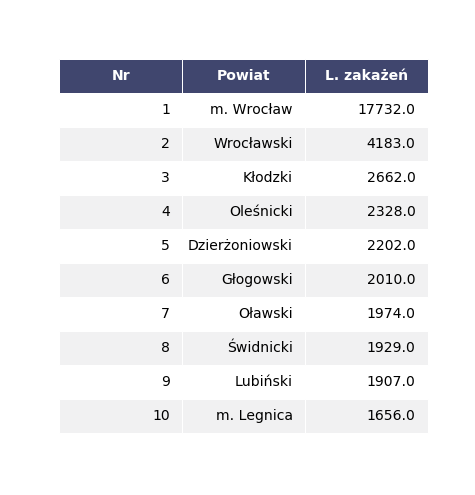 Nr Powiat L. zakażeń
1 m. Wrocław 17732.0
2 Wrocławski 4183.0
3 Kłodzki 2662.0
4 Oleśnicki 2328.0
5 Dzierżoniowski 2202.0
6 Głogowski 2010.0
7 Oławski 1974.0
8 Świdnicki 1929.0
9 Lubiński 1907.0
10 m. Legnica 1656.0